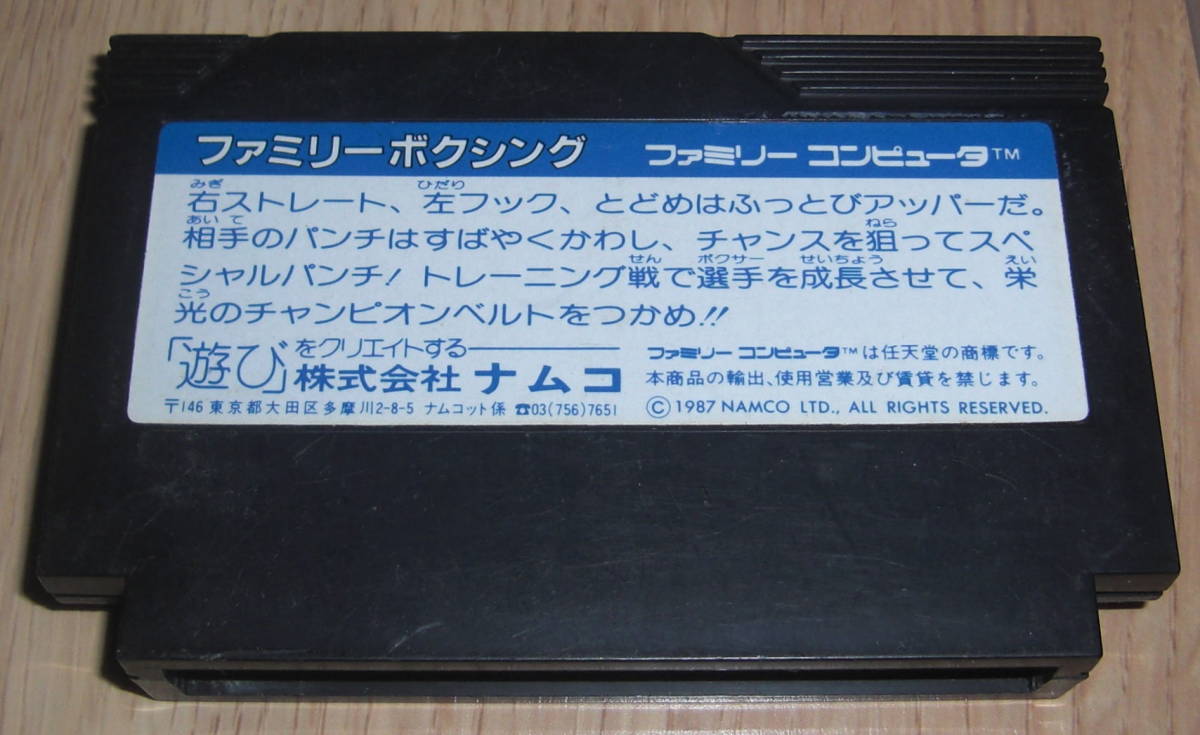 ファミリーボクシング ファミリー コンピュータ™
みぎ ひだり
右ストレート、左フック、とどめはふっとびアッパーだ。
あいて ねら
相手のパンチはすばやくかわし、チャンスを狙ってスペ
せん ボクサー せいちょう えい
シャルパンチ! トレーニング戦で選手を成長させて、栄
こう
光のチャンピオンベルトをつかめ!!
「遊び」をクリエイトする
株式会社 ナムコ
〒146 東京都大田区多摩川2-8-5 ナムコット係 ☎03(756)7651
ファミリー コンピュータ™は任天堂の商標です。
本商品の輸出、使用営業及び賃貸を禁じます。
©1987 NAMCO LTD., ALL RIGHTS RESERVED.